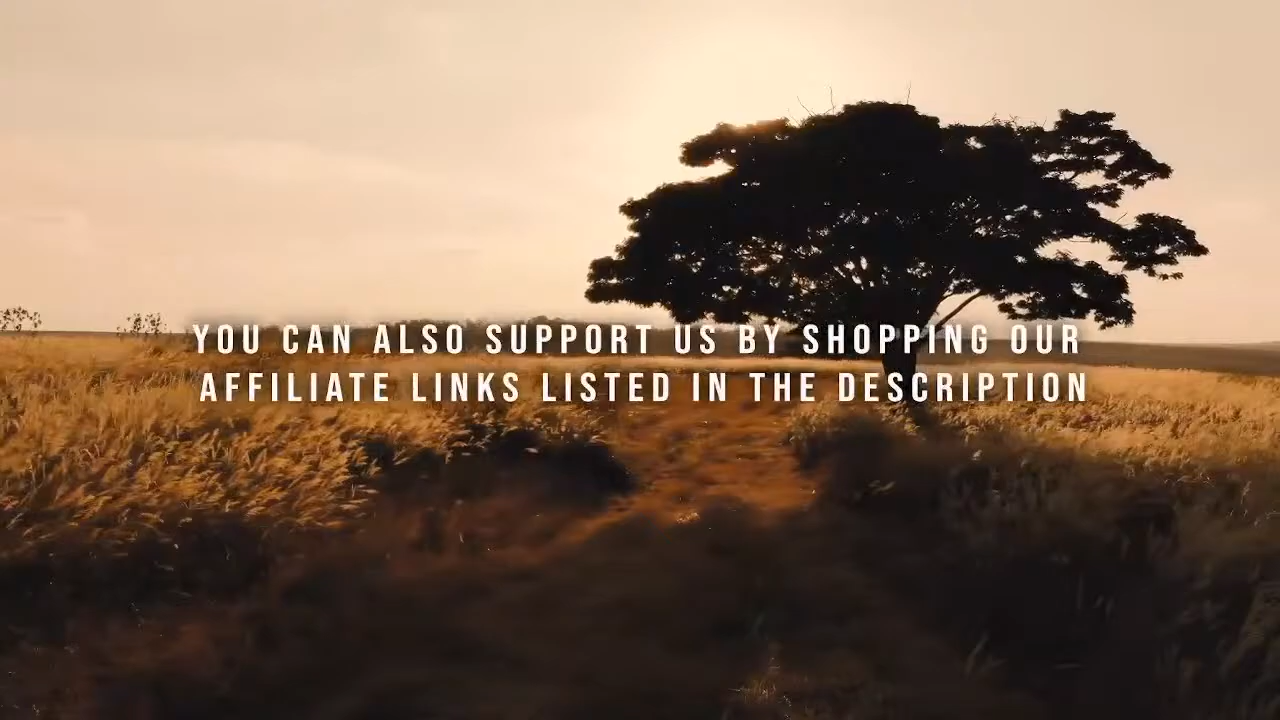 YOU CAN ALSO SUPPORT US BY SHOPPING OUR
AFFILIATE LINKS LISTED IN THE DESCRIPTION